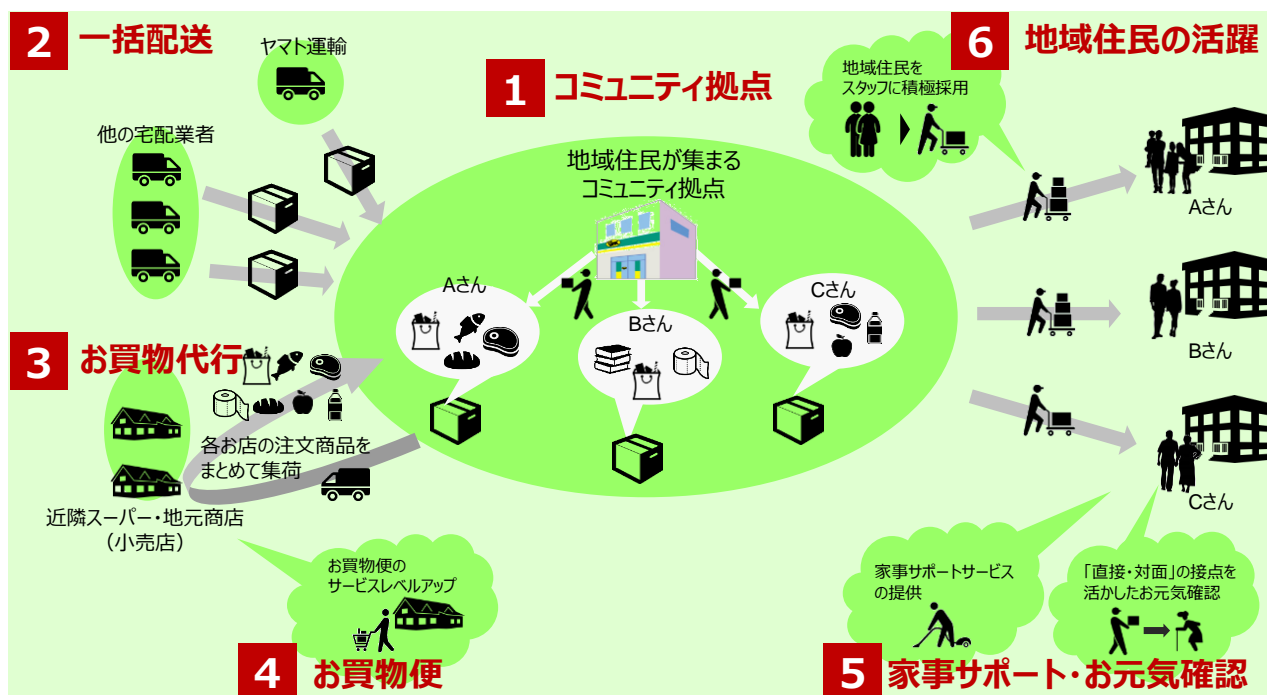 2 一括配送
ヤマト運輸
他の宅配業者
1 コミュニティ拠点
地域住民が集まる
コミュニティ拠点
Aさん
Bさん
Cさん
6 地域住民の活躍
地域住民を
スタッフに積極採用
Aさん
Bさん
Cさん
3 お買物代行
各お店の注文商品を
まとめて集荷
近隣スーパー・地元商店
（小売店）
お買物便の
サービスレベルアップ
4 お買物便
家事サポートサービス
の提供
「直接・対面」の接点を
活かしたお元気確認
5 家事サポート・お元気確認